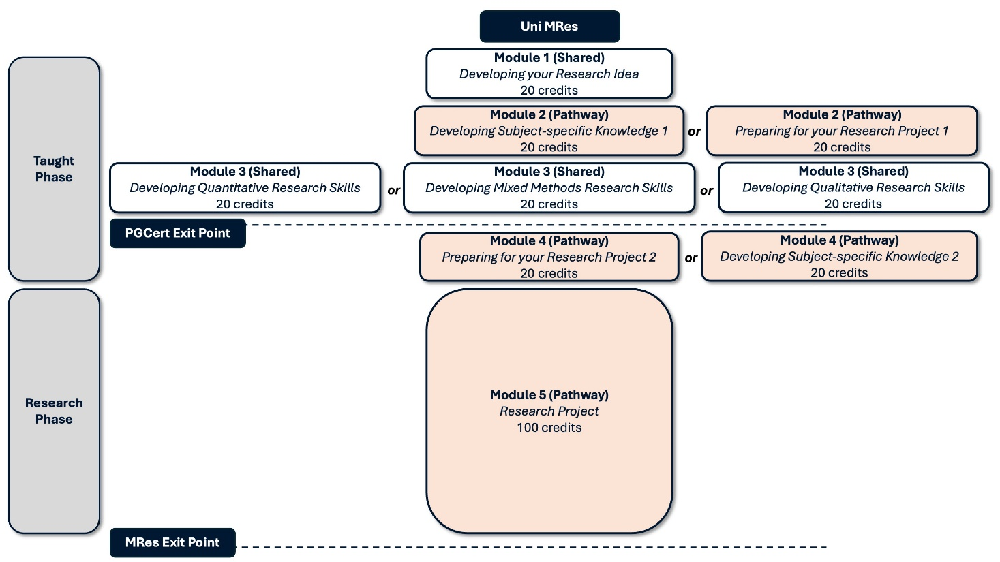 Uni MRes
Module 1 (Shared)
Developing your Research Idea
20 credits
Module 2 (Pathway)
Developing Subject-specific Knowledge 1
20 credits
or
Module 2 (Pathway)
Preparing for your Research Project 1
20 credits
Taught
Phase
Module 3 (Shared)
Developing Quantitative Research Skills
20 credits
or
Module 3 (Shared)
Developing Mixed Methods Research Skills
20 credits
or
Module 3 (Shared)
Developing Qualitative Research Skills
20 credits
PGCert Exit Point
Module 4 (Pathway)
Preparing for your Research Project 2
20 credits
or
Module 4 (Pathway)
Developing Subject-specific Knowledge 2
20 credits
Research
Phase
Module 5 (Pathway)
Research Project
100 credits
MRes Exit Point